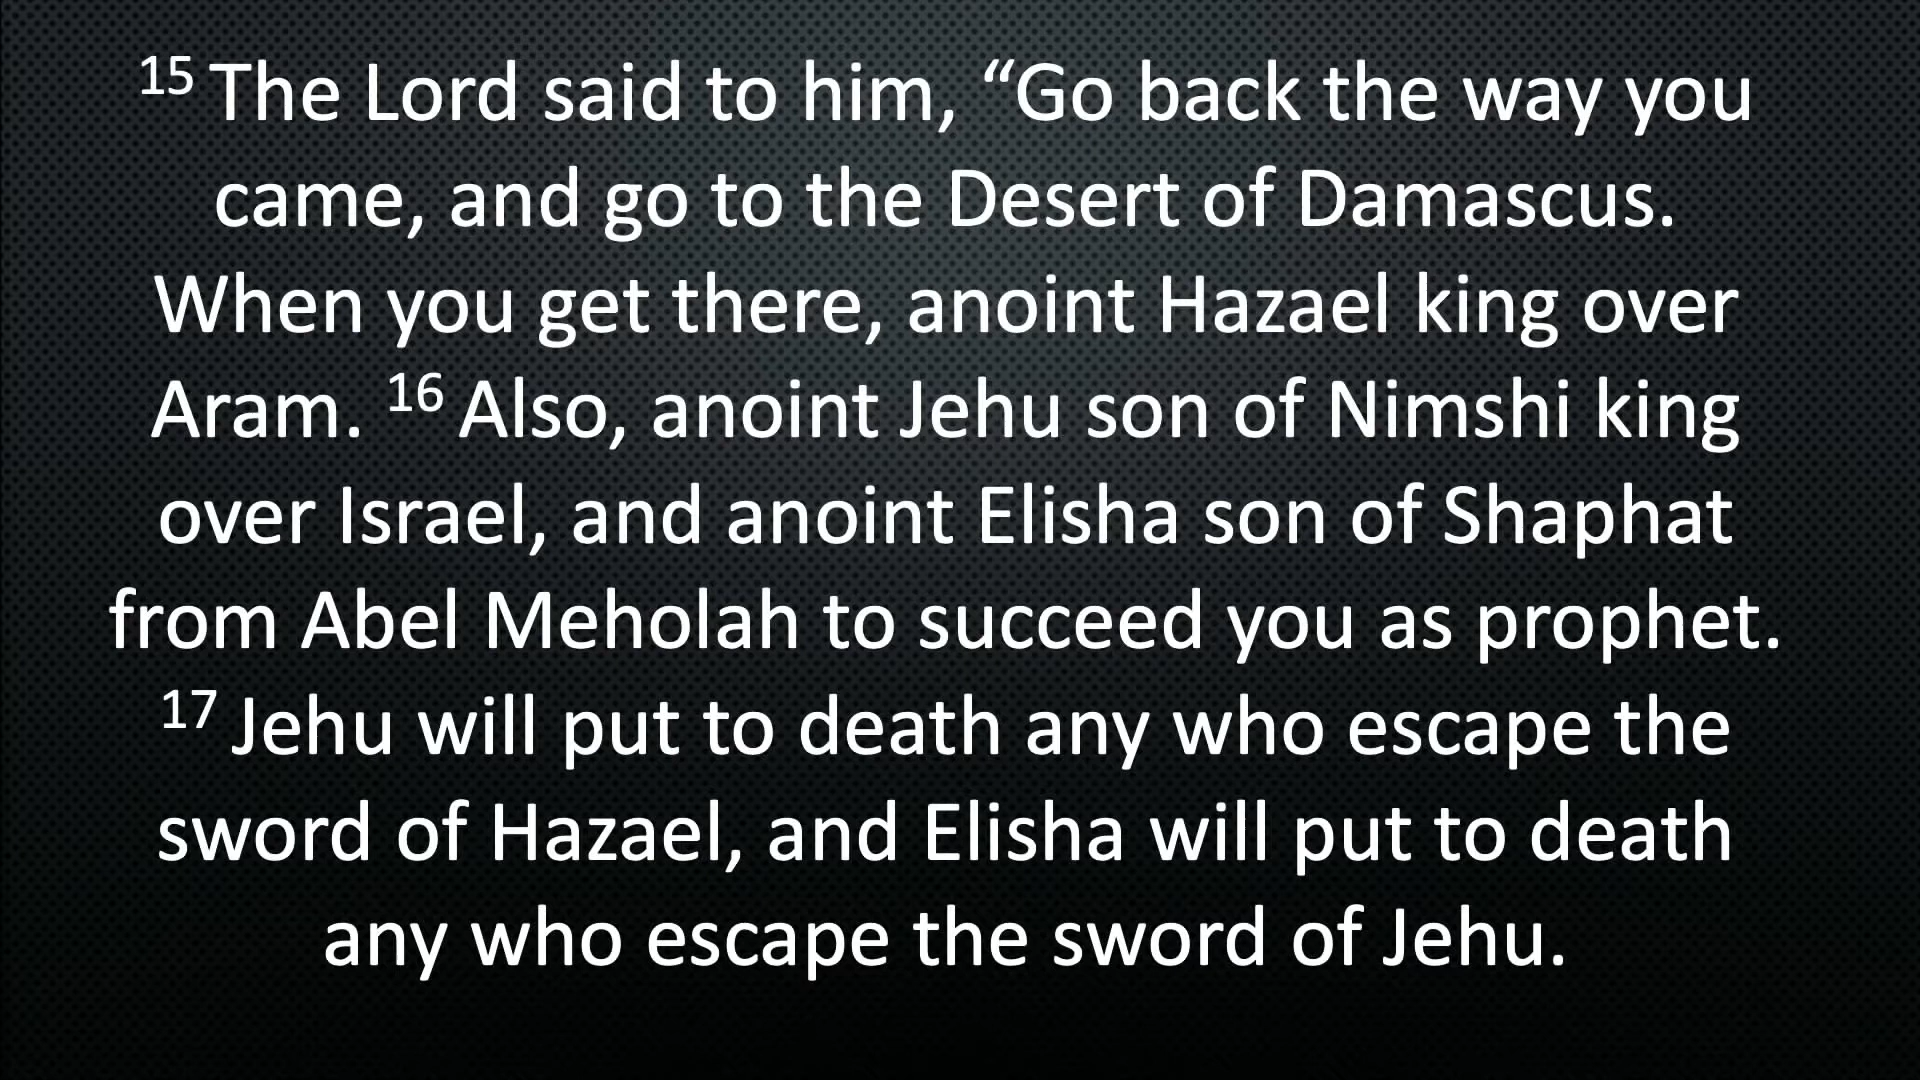 15 The Lord said to him, “Go back the way you
came, and go to the Desert of Damascus.
When you get there, anoint Hazael king over
Aram. 16 Also, anoint Jehu son of Nimshi king
over Israel, and anoint Elisha son of Shaphat
from Abel Meholah to succeed you as prophet.
17 Jehu will put to death any who escape the
sword of Hazael, and Elisha will put to death
any who escape the sword of Jehu.